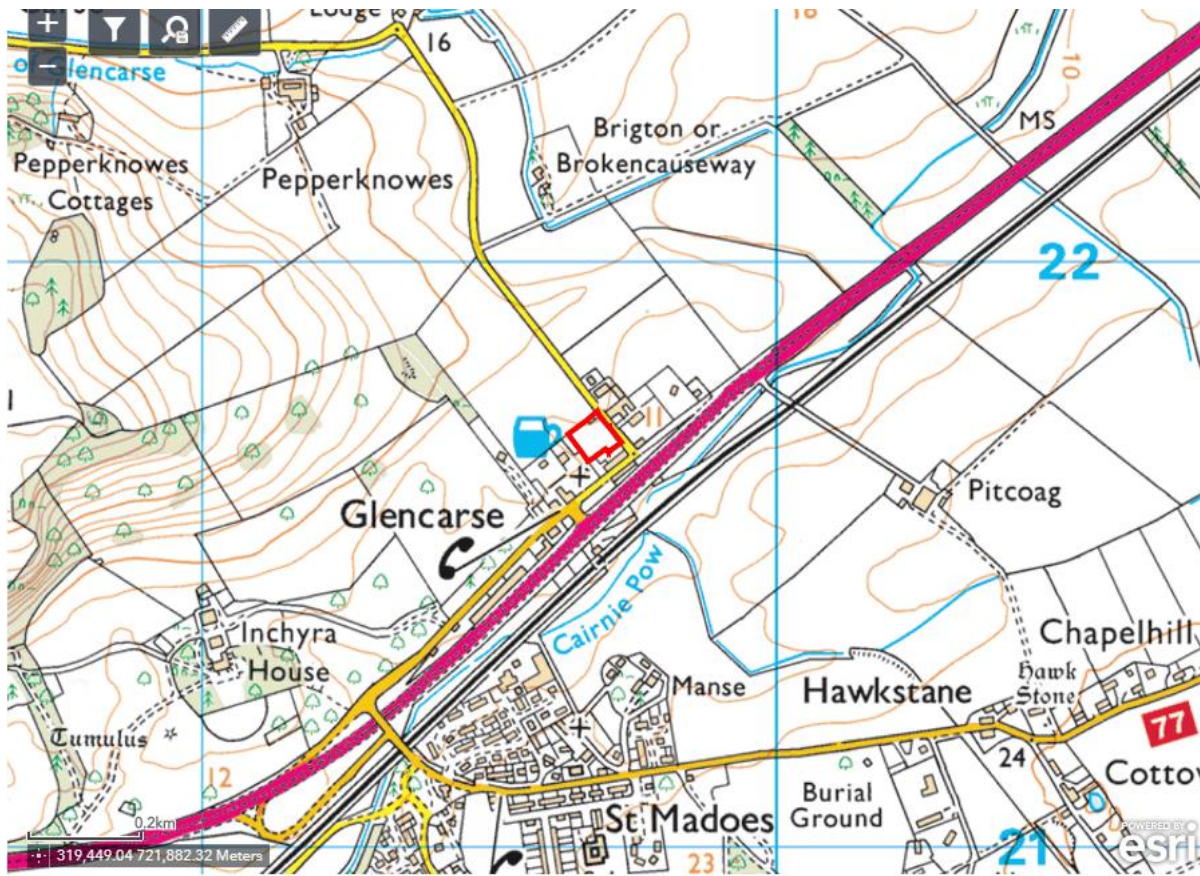 Lodge
18
+
16
−
of Glencarse
10
MS
Brigton or
Brokencauseway
Pepperknowes
Cottages
Pepperknowes
22
11
Glencarse
Pitcoag
Cairnie Pow
Inchyra
House
Chapelhill
Manse
Hawkstane
Hawk
Stone
77
Tumulus
12
24
Burial
Ground
St Madoes
0.2km
319,449.04 721,882.32 Meters
23
21
POWERED BY
esri